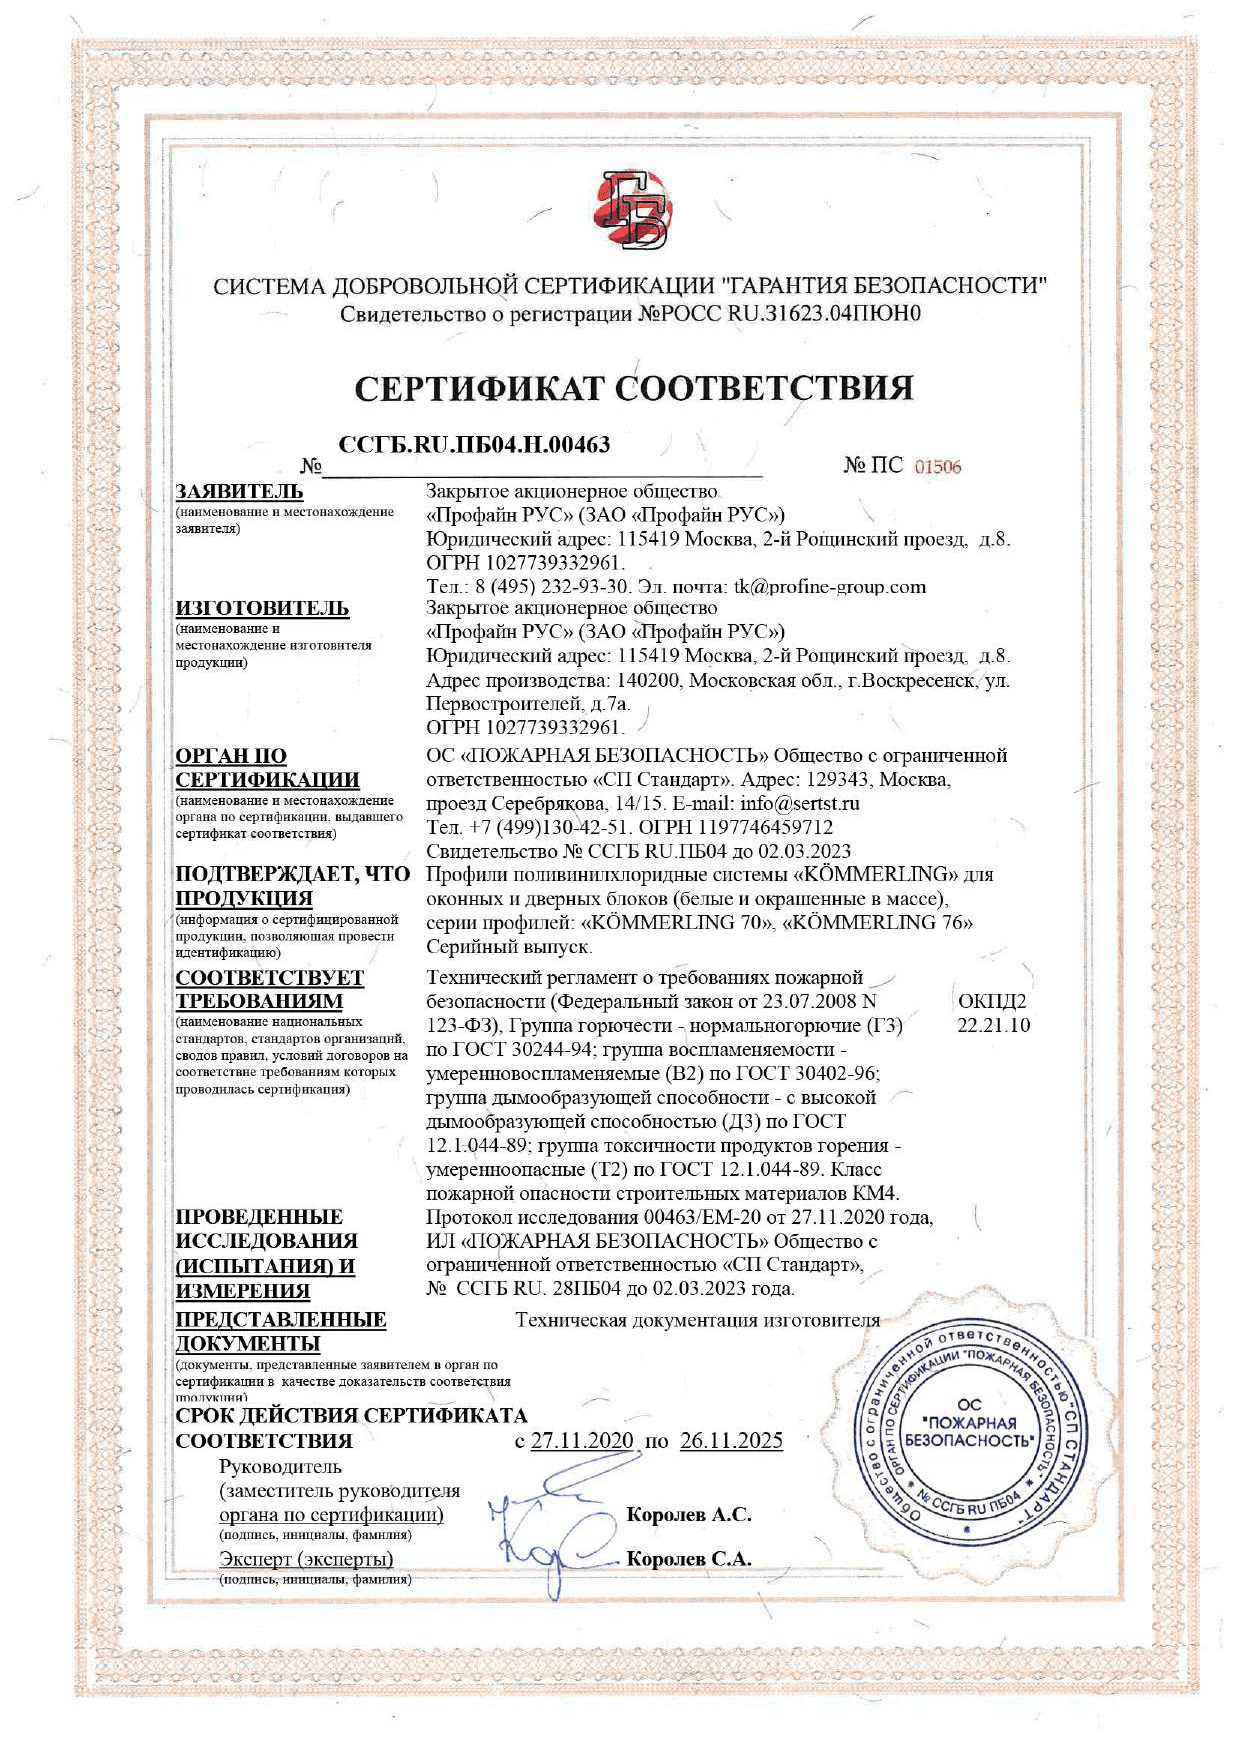 ГБ
СИСТЕМА ДОБРОВОЛЬНОЙ СЕРТИФИКАЦИИ "ГАРАНТИЯ БЕЗОПАСНОСТИ"
Свидетельство о регистрации №РОСС RU.31623.04ПЮН0
СЕРТИФИКАТ СООТВЕТСТВИЯ
ССГБ.RU.ПБ04.Н.00463
№
№ ПС 01506
ЗАЯВИТЕЛЬ
(наименование и местонахождение
заявителя)
Закрытое акционерное общество
«Профайн РУС» (ЗАО «Профайн РУС»)
Юридический адрес: 115419 Москва, 2-й Рощинский проезд, д.8.
ОГРН 1027739332961.
Тел.: 8 (495) 232-93-30. Эл. почта: tk@profine-group.com
ИЗГОТОВИТЕЛЬ
(наименование и
местонахождение изготовителя
продукции)
Закрытое акционерное общество
«Профайн РУС» (ЗАО «Профайн РУС»)
Юридический адрес: 115419 Москва, 2-й Рощинский проезд, д.8.
Адрес производства: 140200, Московская обл., г.Воскресенск, ул.
Первостроителей, д.7а.
ОГРН 1027739332961.
ОРГАН ПО
СЕРТИФИКАЦИИ
(наименование и местонахождение
органа по сертификации, выдавшего
сертификат соответствия)
ОС «ПОЖАРНАЯ БЕЗОПАСНОСТЬ» Общество с ограниченной
ответственностью «СП Стандарт». Адрес: 129343, Москва,
проезд Серебрякова, 14/15. E-mail: info@sertst.ru
Тел. +7 (499)130-42-51. ОГРН 1197746459712
Свидетельство № ССГБ RU.ПБ04 до 02.03.2023
ПОДТВЕРЖДАЕТ, ЧТО
ПРОДУКЦИЯ
(информация о сертифицированной
продукции, позволяющая провести
идентификацию)
Профили поливинилхлоридные системы «KÖMMERLING» для
оконных и дверных блоков (белые и окрашенные в массе),
серии профилей: «KÖMMERLING 70», «KÖMMERLING 76»
Серийный выпуск.
СООТВЕТСТВУЕТ
ТРЕБОВАНИЯМ
(наименование национальных
стандартов, стандартов организаций,
сводов правил, условий договоров на
соответствие требованиям которых
проводилась сертификация)
Технический регламент о требованиях пожарной
безопасности (Федеральный закон от 23.07.2008 N
123-ФЗ), Группа горючести - нормальногорючие (Г3)
по ГОСТ 30244-94; группа воспламеняемости -
умеренновоспламеняемые (В2) по ГОСТ 30402-96;
группа дымообразующей способности - с высокой
дымообразующей способностью (Д3) по ГОСТ
12.1.044-89; группа токсичности продуктов горения -
умеренноопасные (Т2) по ГОСТ 12.1.044-89. Класс
пожарной опасности строительных материалов КМ4.
ОКПД2
22.21.10
ПРОВЕДЕННЫЕ
ИССЛЕДОВАНИЯ
(ИСПЫТАНИЯ) И
ИЗМЕРЕНИЯ
Протокол исследования 00463/ЕМ-20 от 27.11.2020 года,
ИЛ «ПОЖАРНАЯ БЕЗОПАСНОСТЬ» Общество с
ограниченной ответственностью «СП Стандарт»,
№ ССГБ RU. 28ПБ04 до 02.03.2023 года.
ПРЕДСТАВЛЕННЫЕ
ДОКУМЕНТЫ
(документы, представленные заявителем в орган по
сертификации в качестве доказательств соответствия
продукции)
Техническая документация изготовителя
СРОК ДЕЙСТВИЯ СЕРТИФИКАТА
СООТВЕТСТВИЯ
с 27.11.2020 по 26.11.2025
Руководитель
(заместитель руководителя
органа по сертификации)
(подпись, инициалы, фамилия)
Королев А.С.
Эксперт (эксперты)
(подпись, инициалы, фамилия)
Королев С.А.
Общество с ограниченной ответственностью "СП СТАНДАРТ"
ОРГАН ПО СЕРТИФИКАЦИИ "ПОЖАРНАЯ БЕЗОПАСНОСТЬ"
* № ССГБ RU ПБ04 *
ОС
"ПОЖАРНАЯ
БЕЗОПАСНОСТЬ"